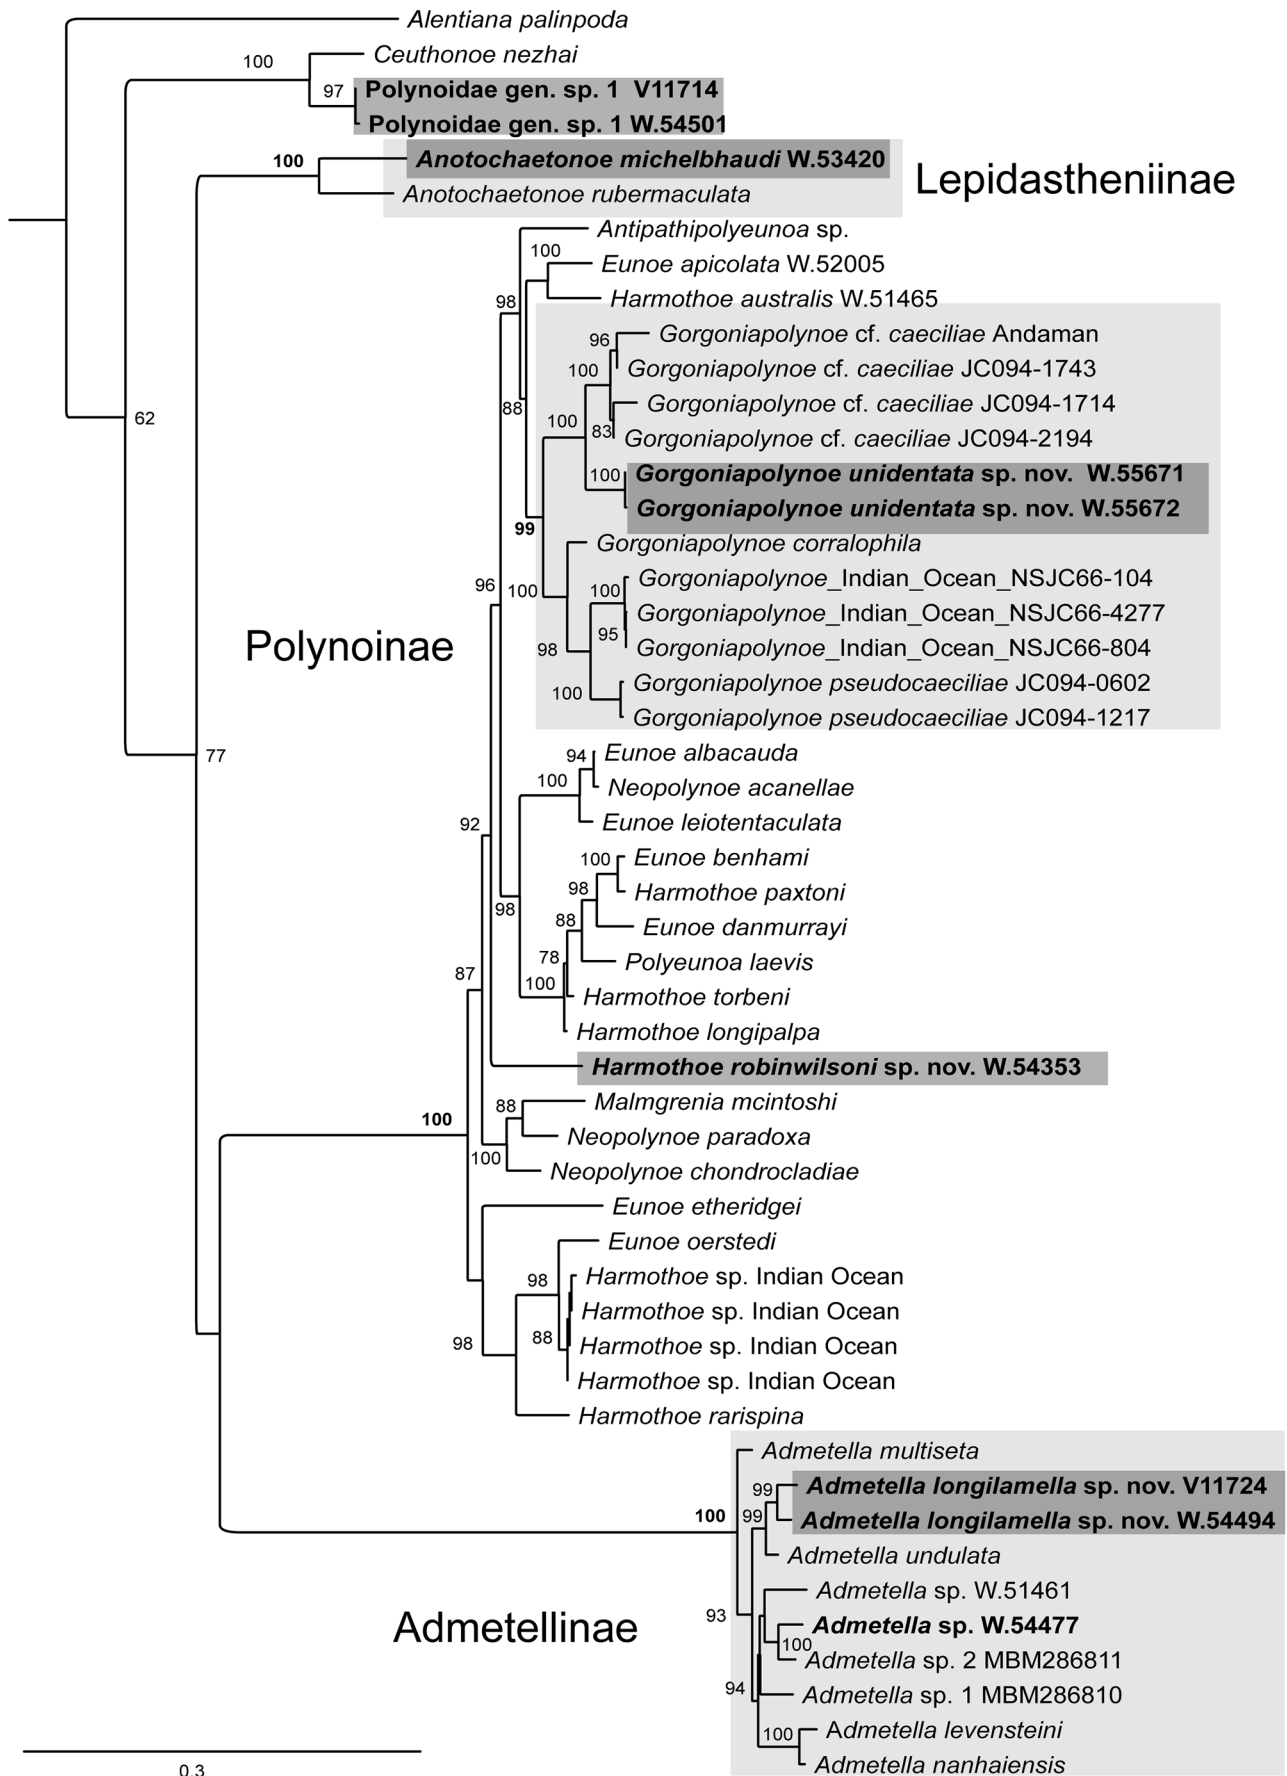 Alentiana palinpoda
Ceuthonoe nezhai
100
97
Polynoidae gen. sp. 1 V11714
Polynoidae gen. sp. 1 W.54501
100
Anotochaetonoe michelbhaudi W.53420
Anotochaetonoe rubermaculata
Lepidastheniinae
Antipathipolyeunoa sp.
100
Eunoe apicolata W.52005
Harmothoe australis W.51465
98
96
Gorgoniapolynoe cf. caeciliae Andaman
Gorgoniapolynoe cf. caeciliae JC094-1743
100
Gorgoniapolynoe cf. caeciliae JC094-1714
88
100
83
Gorgoniapolynoe cf. caeciliae JC094-2194
62
100
Gorgoniapolynoe unidentata sp. nov. W.55671
Gorgoniapolynoe unidentata sp. nov. W.55672
99
Gorgoniapolynoe corralophila
96
100
100
Gorgoniapolynoe_Indian_Ocean_NSJC66-104
Gorgoniapolynoe_Indian_Ocean_NSJC66-4277
95
Gorgoniapolynoe_Indian_Ocean_NSJC66-804
Polynoinae
98
Gorgoniapolynoe pseudocaeciliae JC094-0602
100
Gorgoniapolynoe pseudocaeciliae JC094-1217
77
94
Eunoe albacauda
100
Neopolynoe acanellae
92
Eunoe leiotentaculata
100
Eunoe benhami
98
Harmothoe paxtoni
98
88
Eunoe danmurrayi
78
Polyeunoa laevis
87
100
Harmothoe torbeni
Harmothoe longipalpa
Harmothoe robinwilsoni sp. nov. W.54353
88
Malmgrenia mcintoshi
100
Neopolynoe paradoxa
100
Neopolynoe chondrocladiae
Eunoe etheridgei
Eunoe oerstedi
98
Harmothoe sp. Indian Ocean
Harmothoe sp. Indian Ocean
98
88
Harmothoe sp. Indian Ocean
Harmothoe sp. Indian Ocean
Harmothoe rarispina
Admetella multiseta
99
Admetella longilamella sp. nov. V11724
100
99
Admetella longilamella sp. nov. W.54494
Admetella undulata
Admetella sp. W.51461
93
Admetellinae
Admetella sp. W.54477
100
Admetella sp. 2 MBM286811
94
Admetella sp. 1 MBM286810
100
Admetella levensteini
Admetella nanhaiensis
0.3